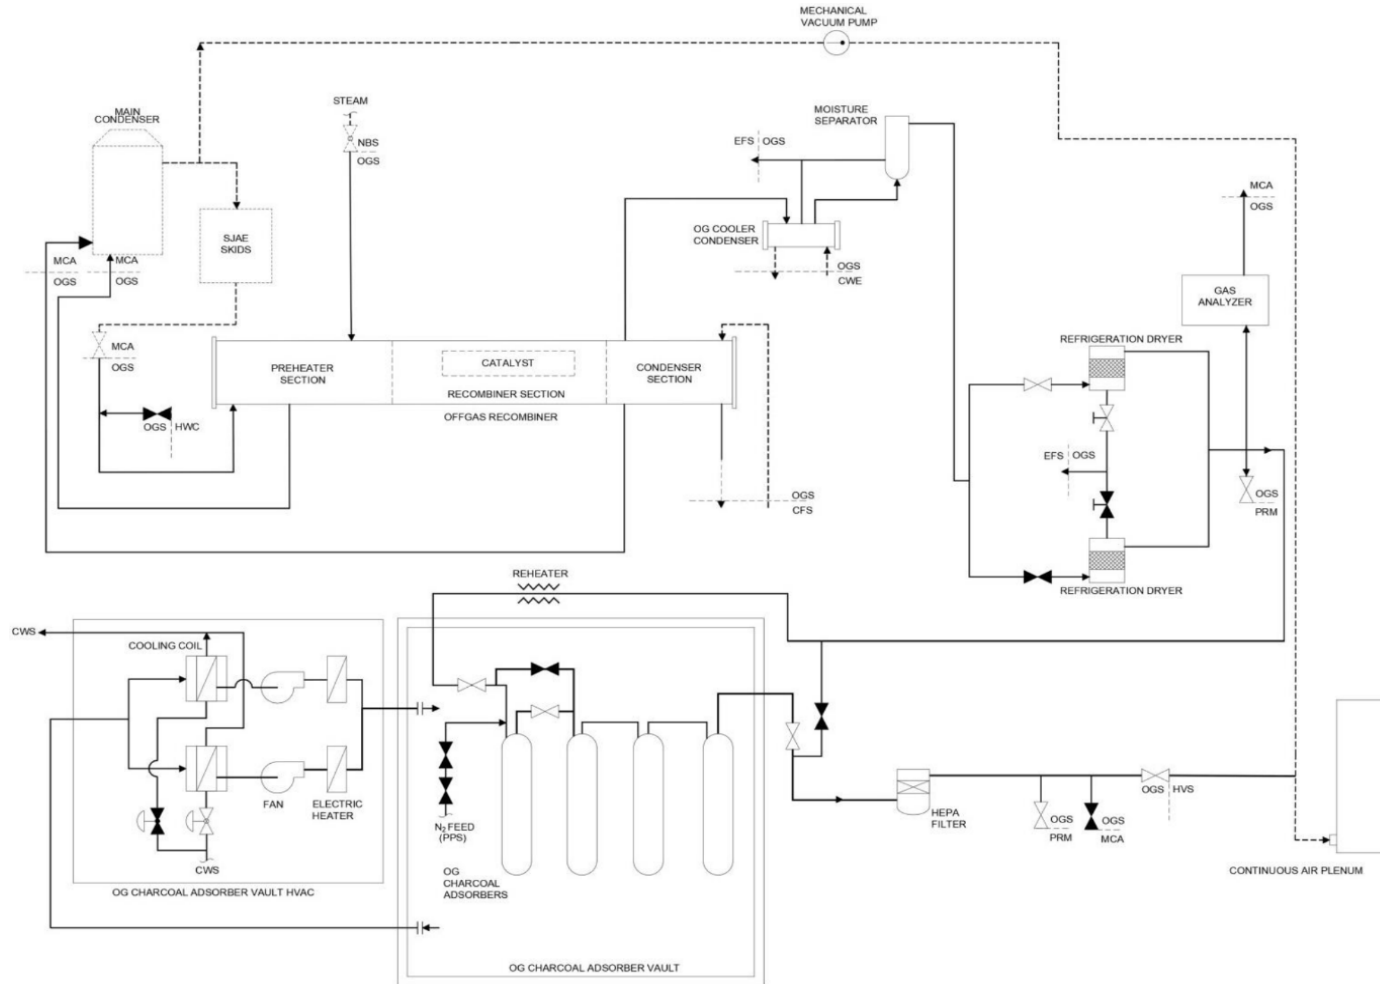 MECHANICAL
VACUUM PUMP
STEAM
NBS
OGS
MAIN
CONDENSER
SJAE
SKIDS
MCA
OGS
MCA
OGS
MCA
OGS
OGS
HWC
PREHEATER
SECTION
CATALYST
RECOMBINER SECTION
CONDENSER
SECTION
OFFGAS RECOMBINER
OGS
CFS
MOISTURE
SEPARATOR
EFS
OGS
OG COOLER
CONDENSER
OGS
CWE
MCA
OGS
GAS
ANALYZER
REFRIGERATION DRYER
EFS
OGS
OGS
PRM
REFRIGERATION DRYER
REHEATER
CWS
COOLING COIL
FAN
ELECTRIC
HEATER
CWS
OG CHARCOAL ADSORBER VAULT HVAC
N2 FEED
(PPS)
OG
CHARCOAL
ADSORBERS
OG CHARCOAL ADSORBER VAULT
HEPA
FILTER
OGS
PRM
OGS
MCA
OGS
HVS
CONTINUOUS AIR PLENUM